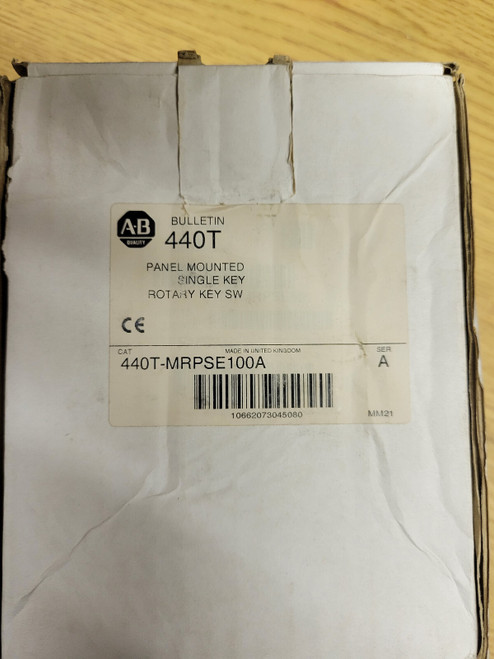 A-B
QUALITY
BULLETIN
440T
PANEL MOUNTED
SINGLE KEY
ROTARY KEY SW
CE
CAT
MADE IN UNITED KINGDOM
SER
440T-MRPSE100A
A
10662073045080
MM21